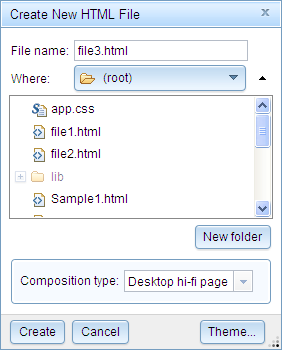 Create New HTML File
File name: file3.html
Where: (root)
app.css
file1.html
file2.html
lib
Sample1.html
New folder
Composition type: Desktop hi-fi page
Create Cancel Theme...